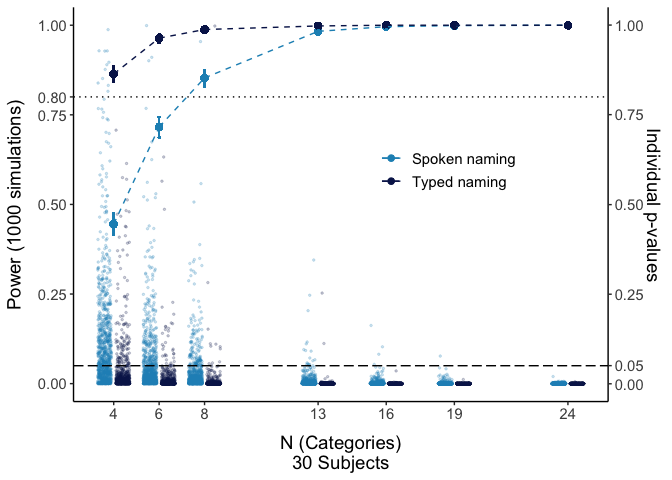 Power (1000 simulations)
1.00
0.80
0.75
0.50
0.25
0.00
Spoken naming
Typed naming
1.00
0.75
0.50
0.25
0.05
0.00
Individual p-values
4 6 8 13 16 19 24
N (Categories)
30 Subjects